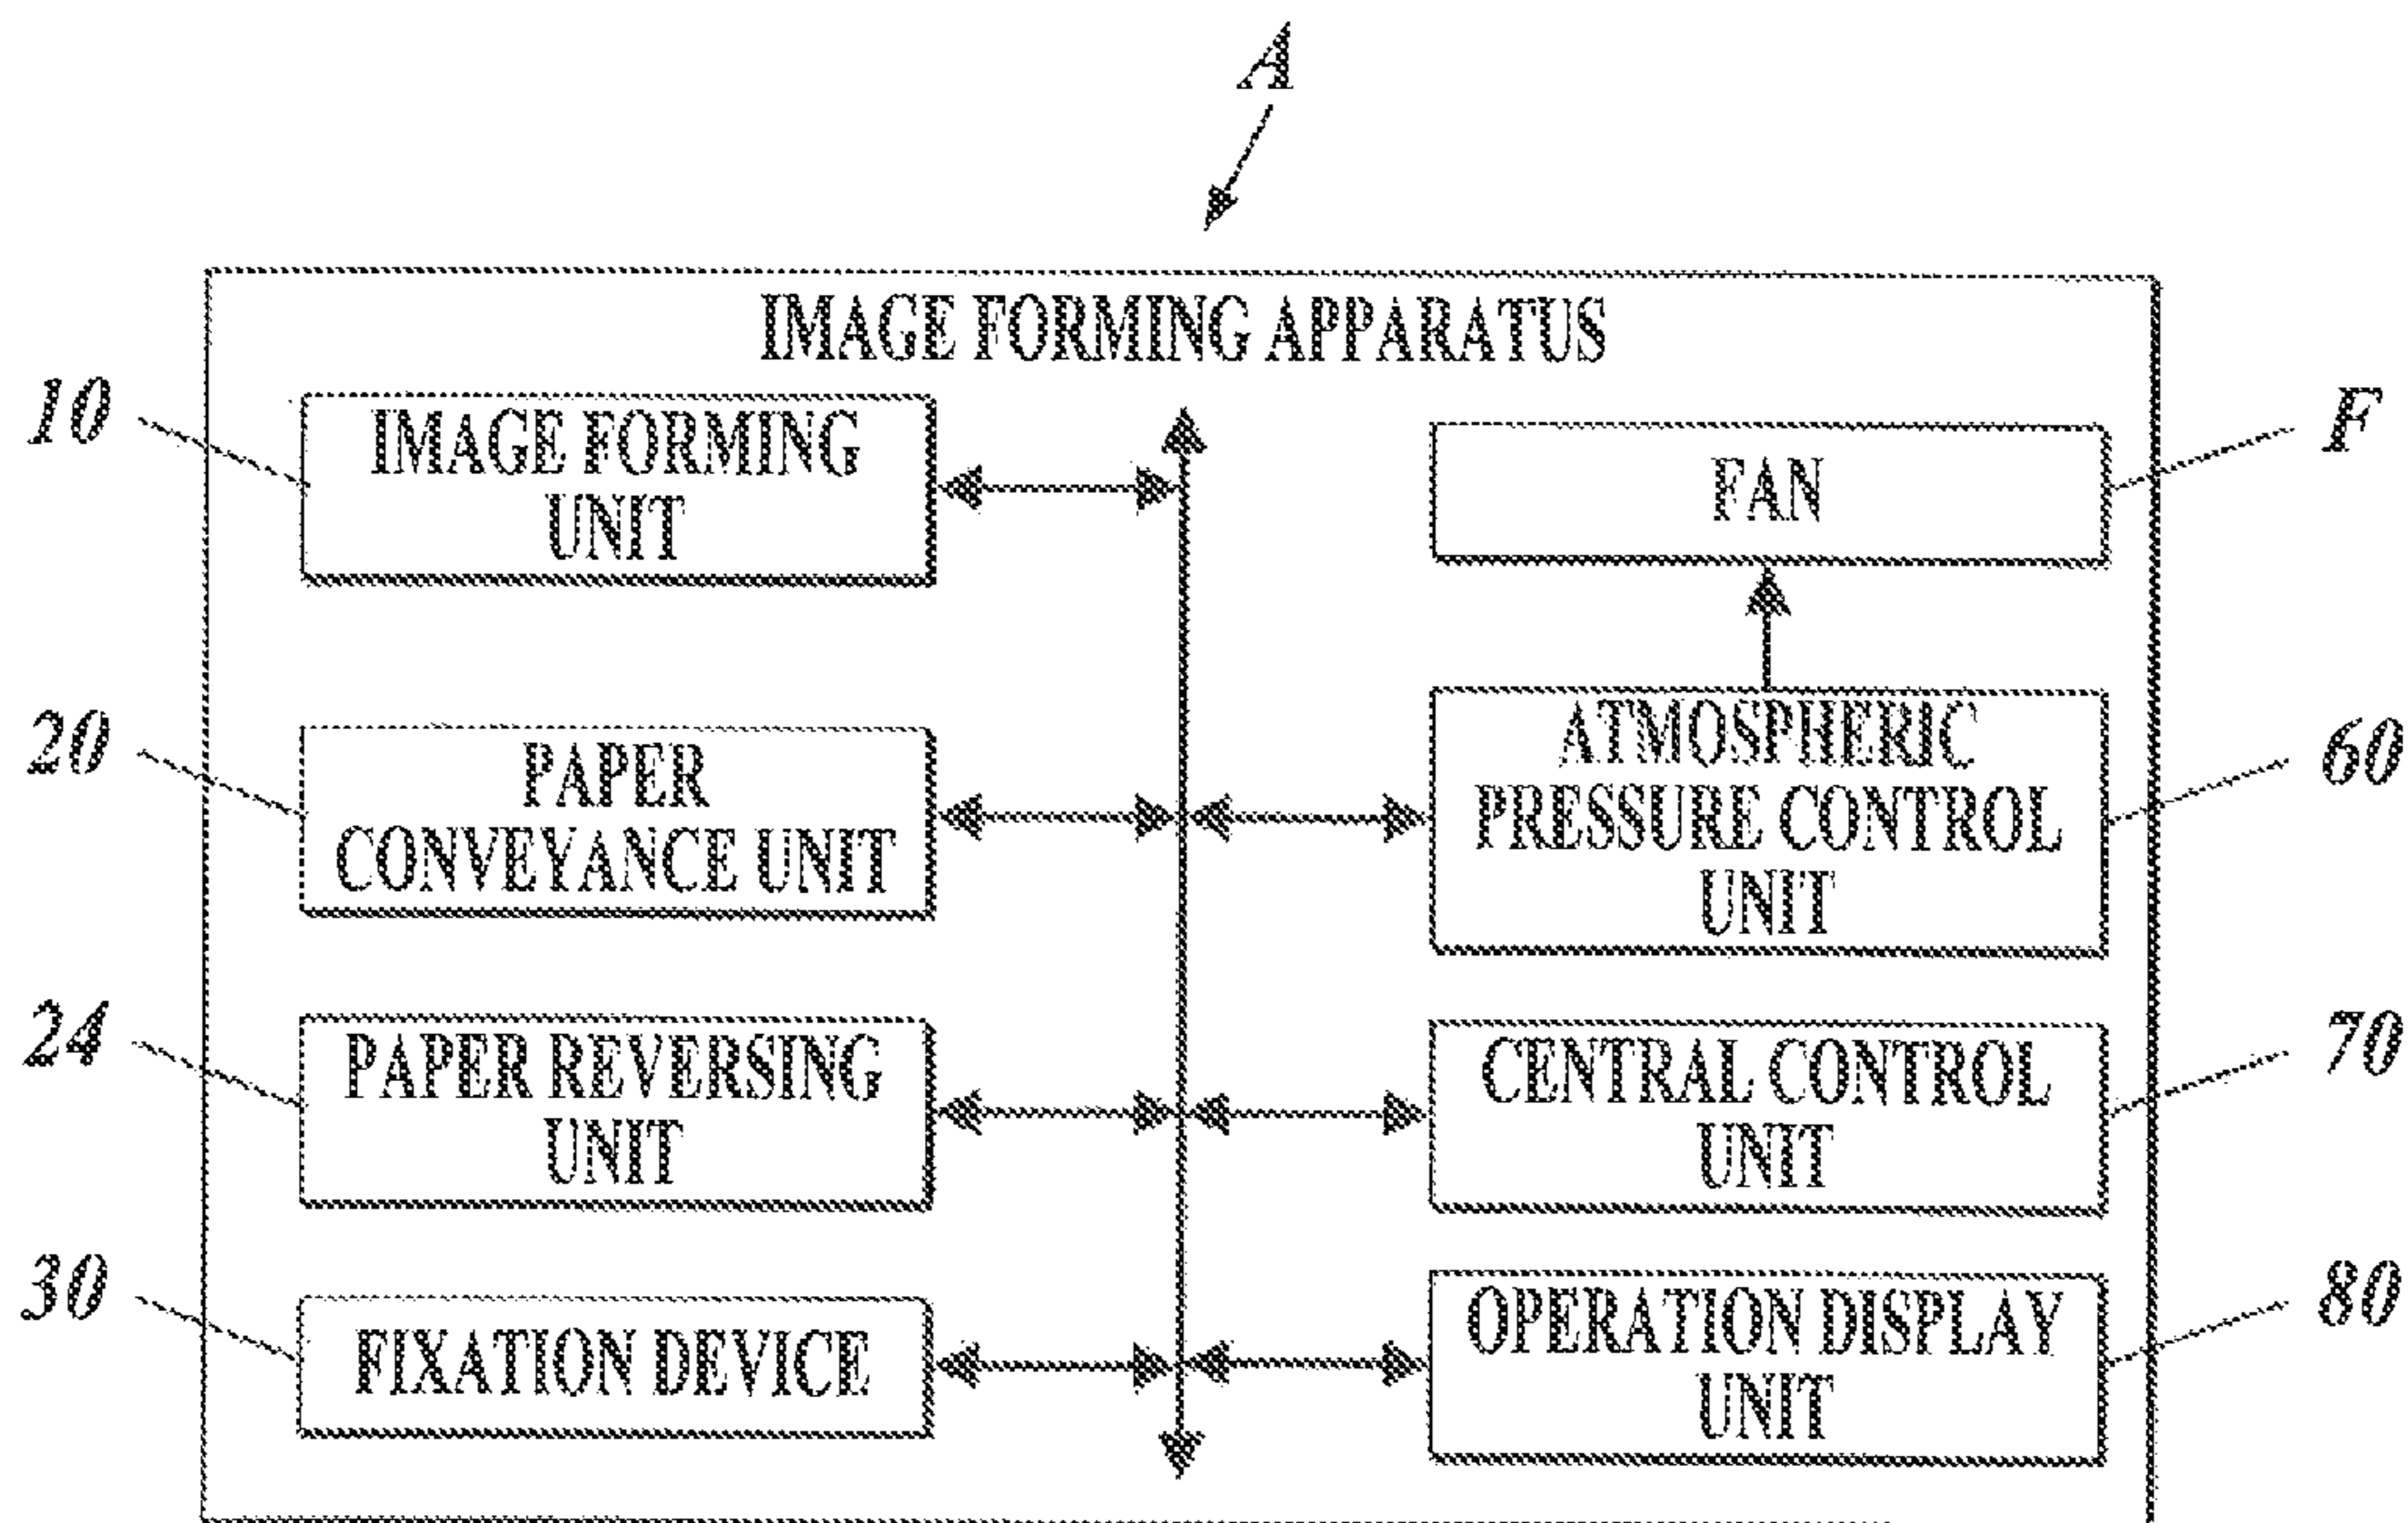 A
IMAGE FORMING APPARATUS
10
IMAGE FORMING
UNIT
FAN
F
20
PAPER
CONVEYANCE UNIT
ATMOSPHERIC
PRESSURE CONTROL
UNIT
60
24
PAPER REVERSING
UNIT
CENTRAL CONTROL
UNIT
70
30
FIXATION DEVICE
OPERATION DISPLAY
UNIT
80